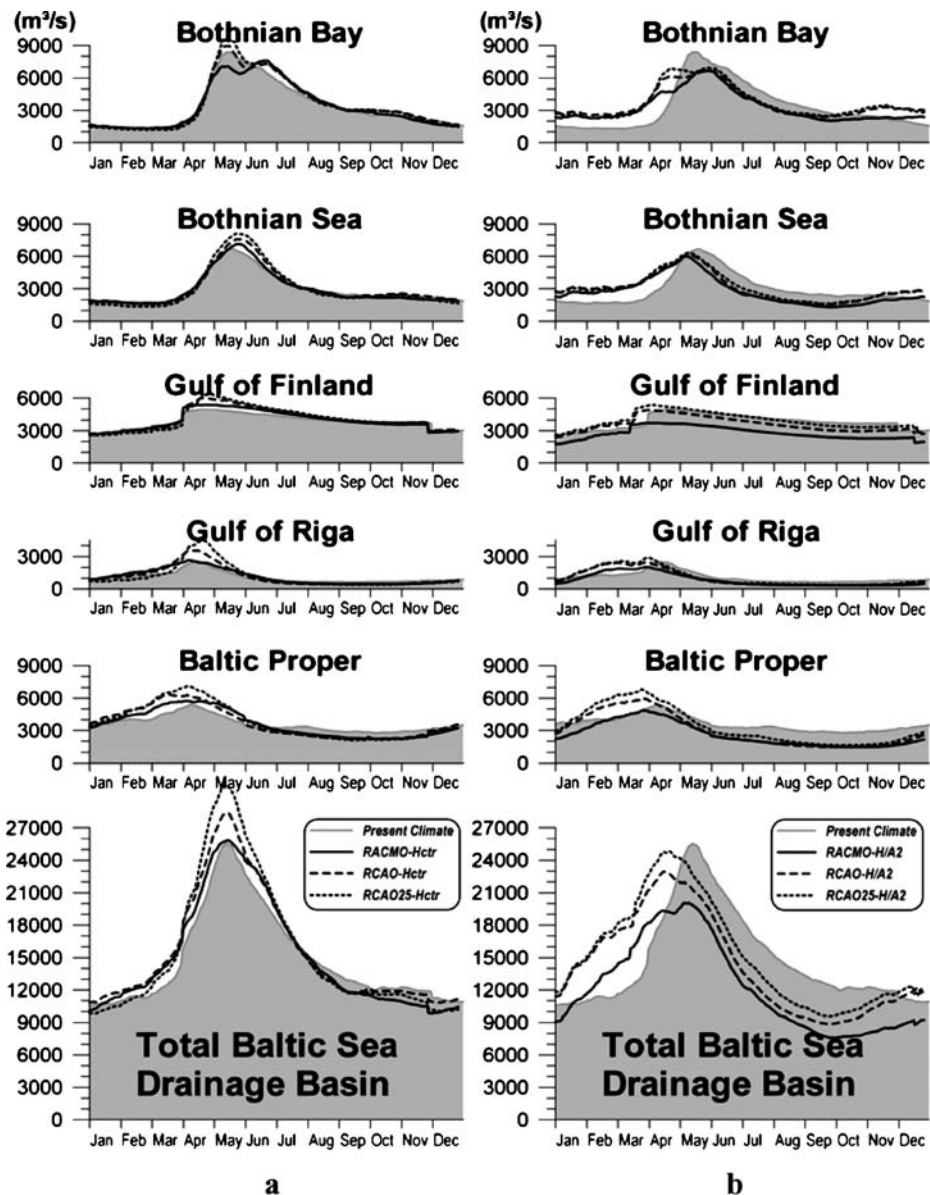 (m³/s)
(m³/s)
Bothnian Bay
9000
6000
3000
0
Jan Feb Mar Apr May Jun Jul Aug Sep Oct Nov Dec
Bothnian Bay
9000
6000
3000
0
Jan Feb Mar Apr May Jun Jul Aug Sep Oct Nov Dec
Bothnian Sea
9000
6000
3000
0
Jan Feb Mar Apr May Jun Jul Aug Sep Oct Nov Dec
Bothnian Sea
9000
6000
3000
0
Jan Feb Mar Apr May Jun Jul Aug Sep Oct Nov Dec
Gulf of Finland
6000
3000
0
Jan Feb Mar Apr May Jun Jul Aug Sep Oct Nov Dec
Gulf of Finland
6000
3000
0
Jan Feb Mar Apr May Jun Jul Aug Sep Oct Nov Dec
Gulf of Riga
3000
0
Jan Feb Mar Apr May Jun Jul Aug Sep Oct Nov Dec
Gulf of Riga
3000
0
Jan Feb Mar Apr May Jun Jul Aug Sep Oct Nov Dec
Baltic Proper
9000
6000
3000
0
Jan Feb Mar Apr May Jun Jul Aug Sep Oct Nov Dec
Baltic Proper
9000
6000
3000
0
Jan Feb Mar Apr May Jun Jul Aug Sep Oct Nov Dec
27000
24000
21000
18000
15000
12000
9000
6000
3000
0
Present Climate
RACMO-Hctr
RCAO-Hctr
RCAO25-Hctr
Total Baltic Sea
Drainage Basin
Jan Feb Mar Apr May Jun Jul Aug Sep Oct Nov Dec
a
27000
24000
21000
18000
15000
12000
9000
6000
3000
0
Present Climate
RACMO-H/A2
RCAO-H/A2
RCAO25-H/A2
Total Baltic Sea
Drainage Basin
Jan Feb Mar Apr May Jun Jul Aug Sep Oct Nov Dec
b